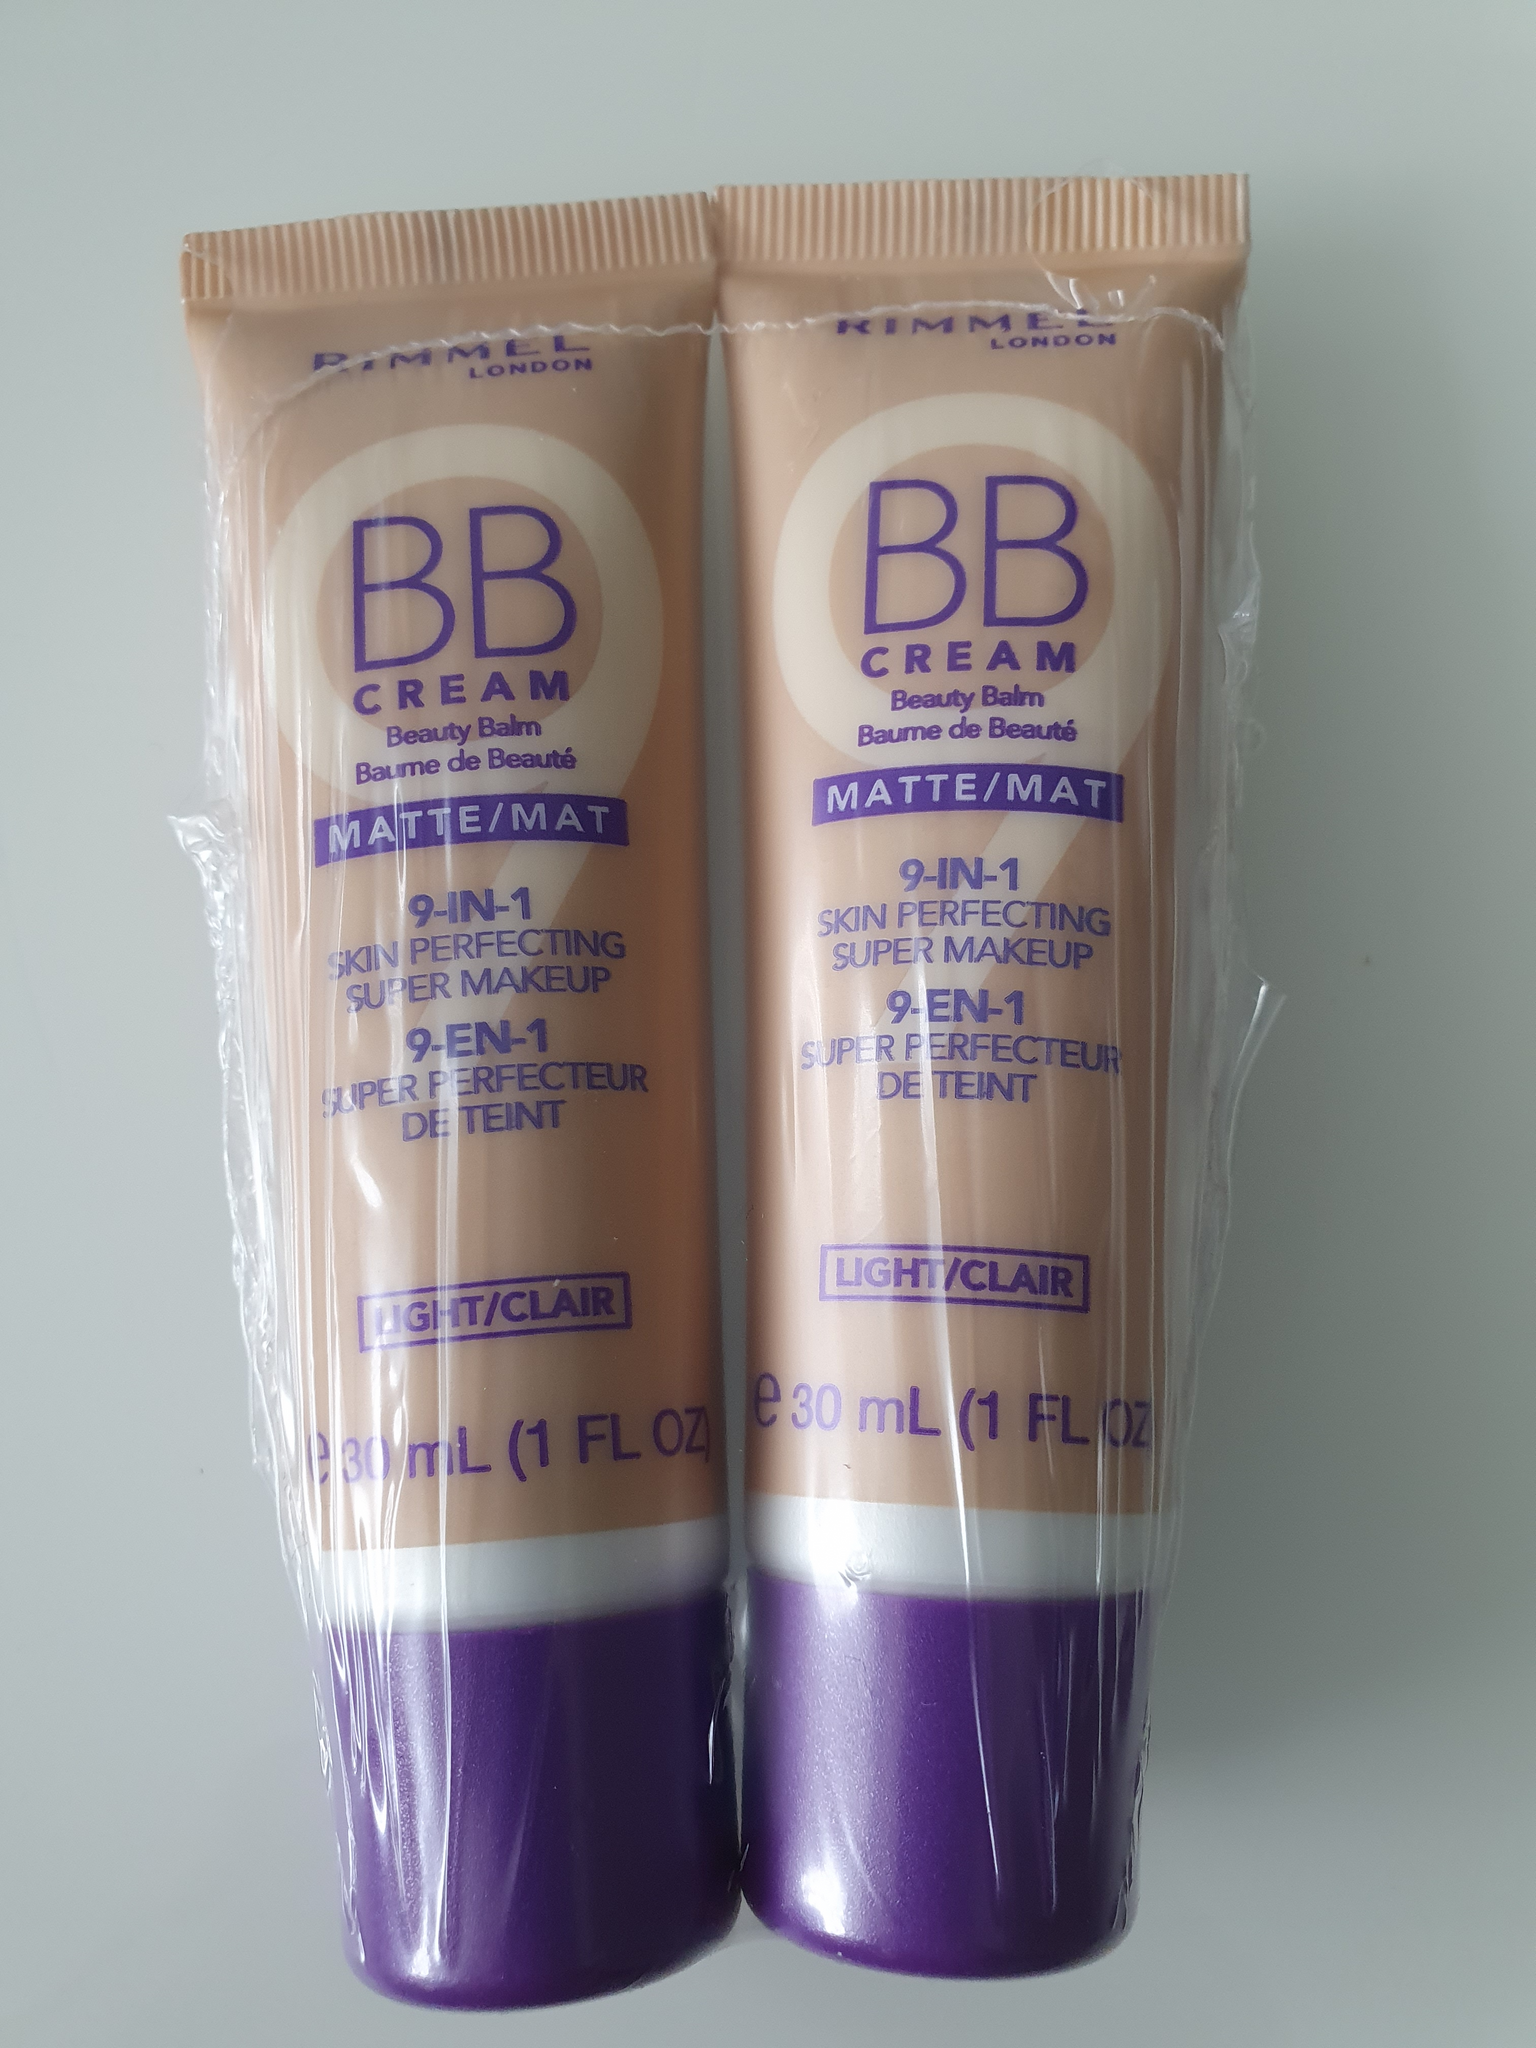 RIMMEL
LONDON
BB
CREAM
Beauty Balm
Baume de Beauté
MATTE/MAT
9-IN-1
SKIN PERFECTING
SUPER MAKEUP
9-EN-1
SUPER PERFECTEUR
DE TEINT
LIGHT/CLAIR
e 30 mL (1 FL OZ)
RIMMEL
LONDON
9
BB
CREAM
Beauty Balm
Baume de Beauté
MATTE/MAT
9-IN-1
SKIN PERFECTING
SUPER MAKEUP
9-EN-1
SUPER PERFECTEUR
DE TEINT
LIGHT/CLAIR
e 30 mL (1 FL OZ